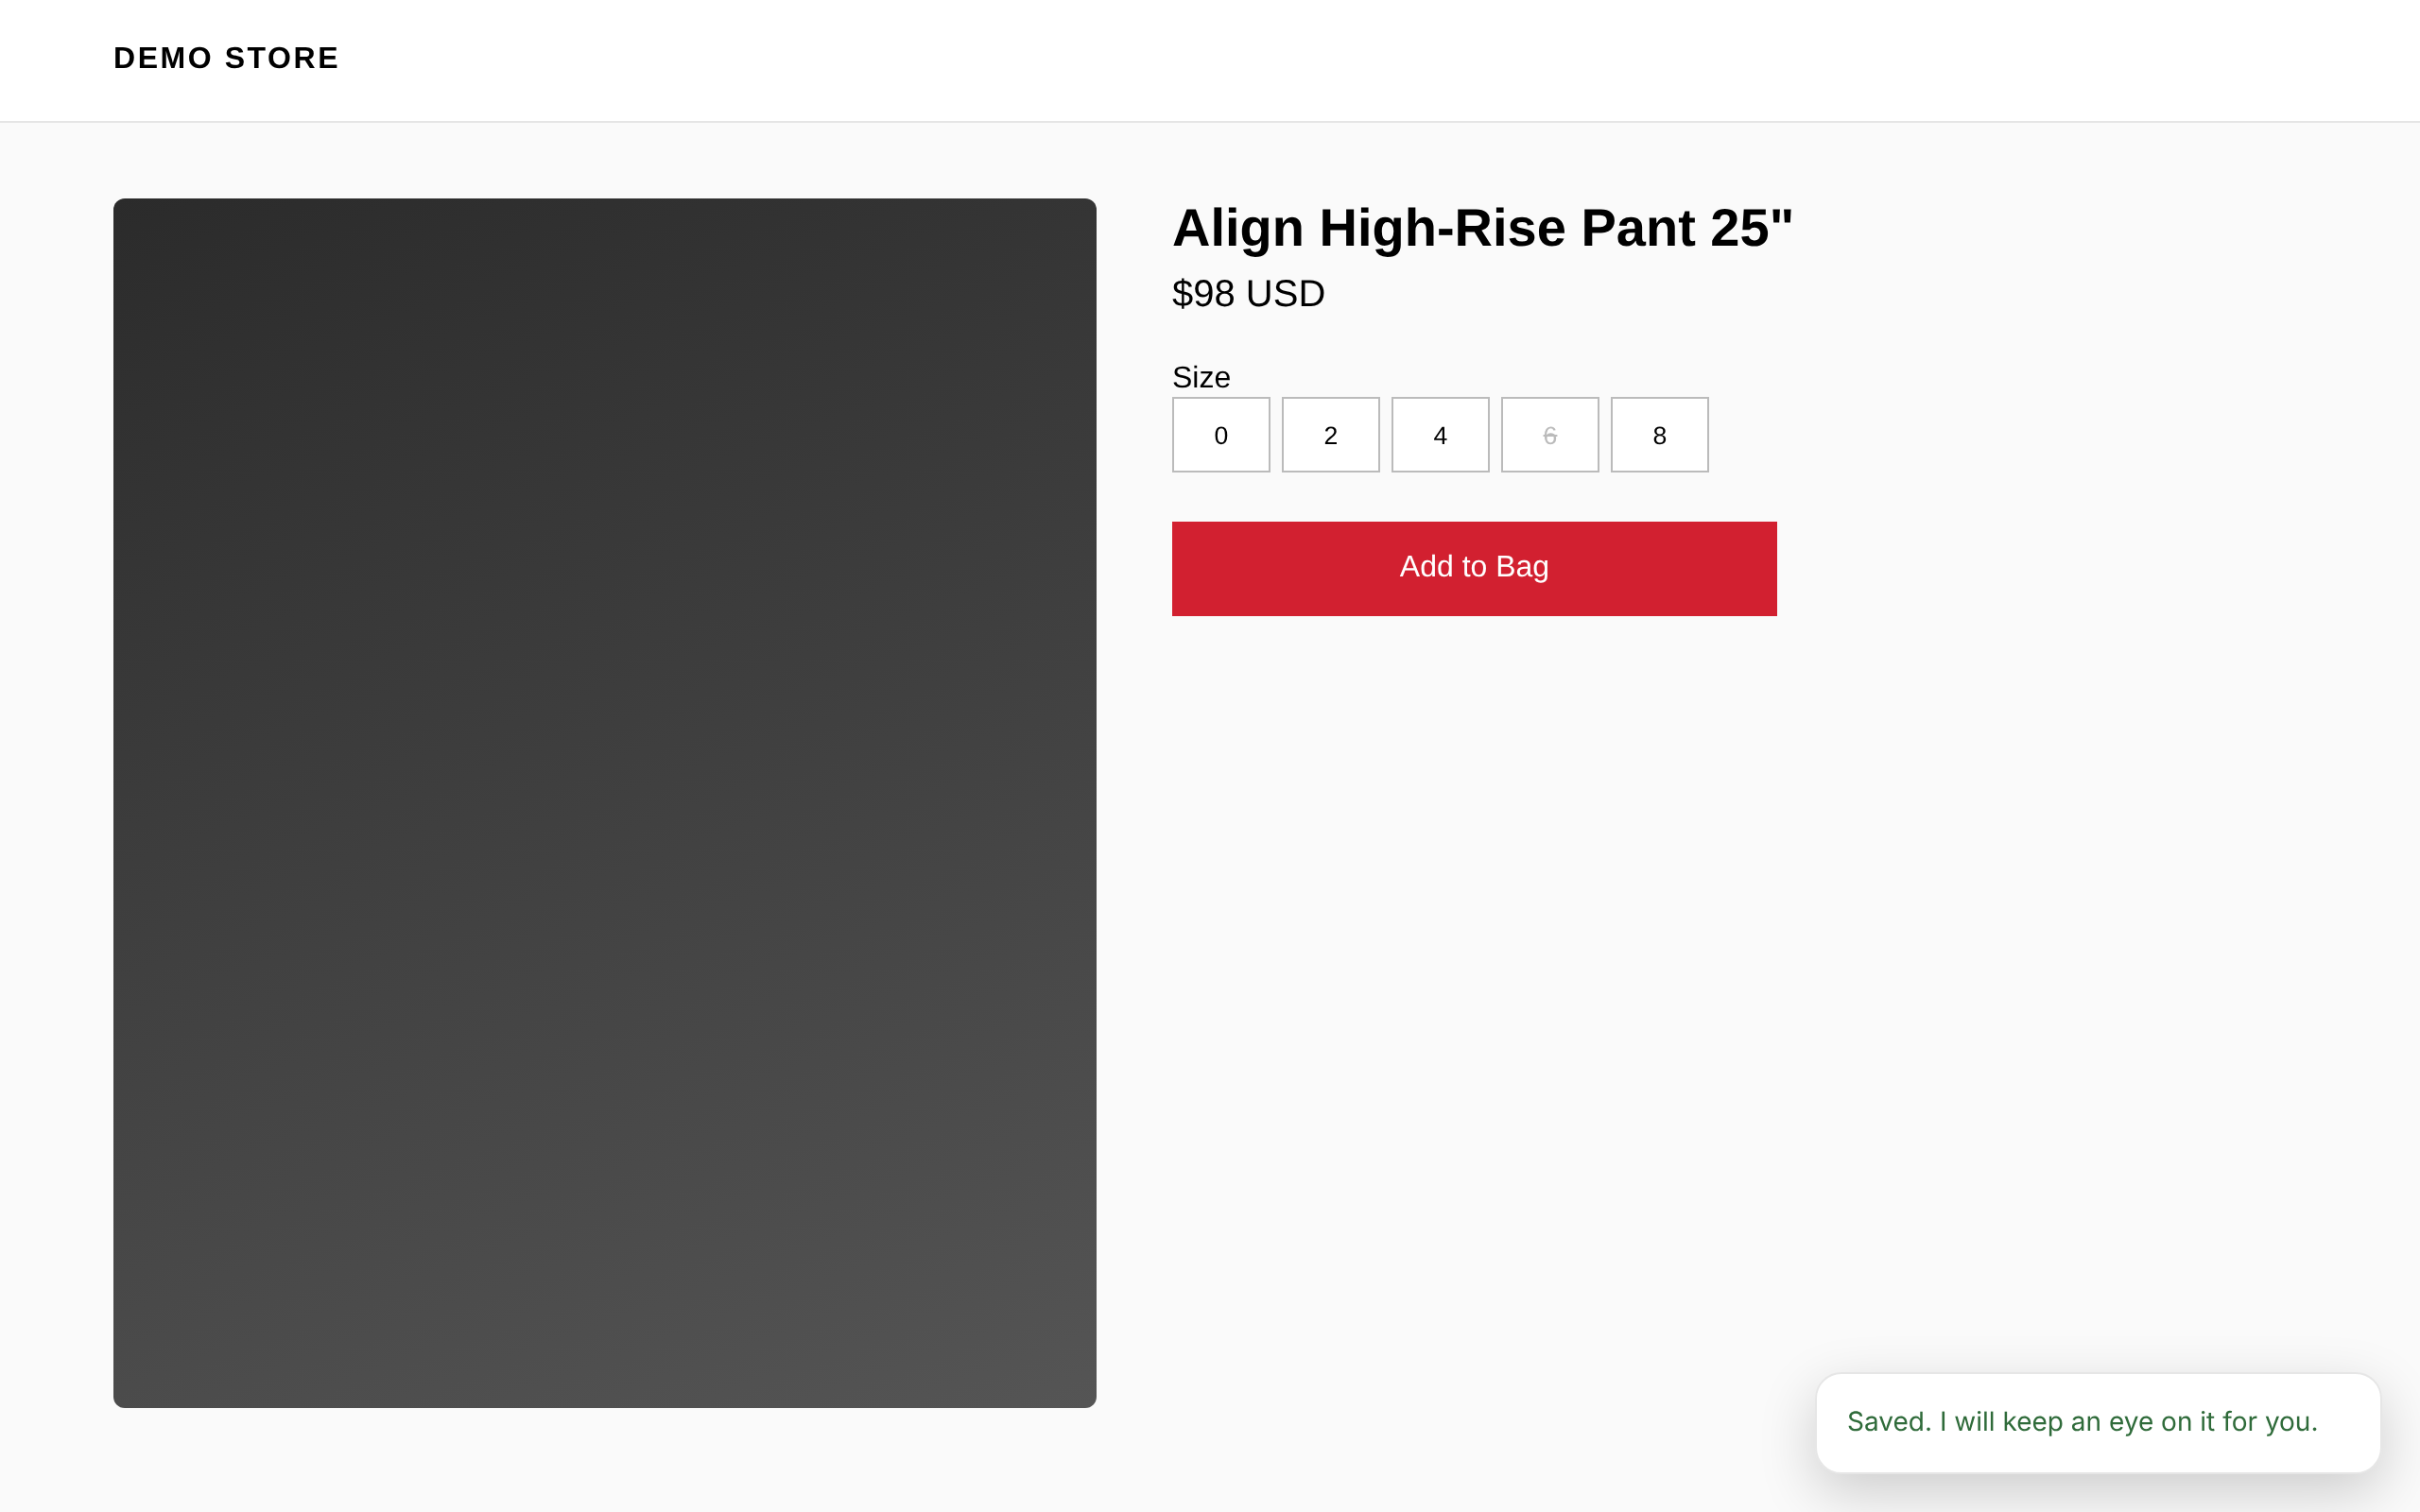 DEMO STORE
Align High-Rise Pant 25"
$98 USD
Size
0 2 4 6 8
Add to Bag
Saved. I will keep an eye on it for you.